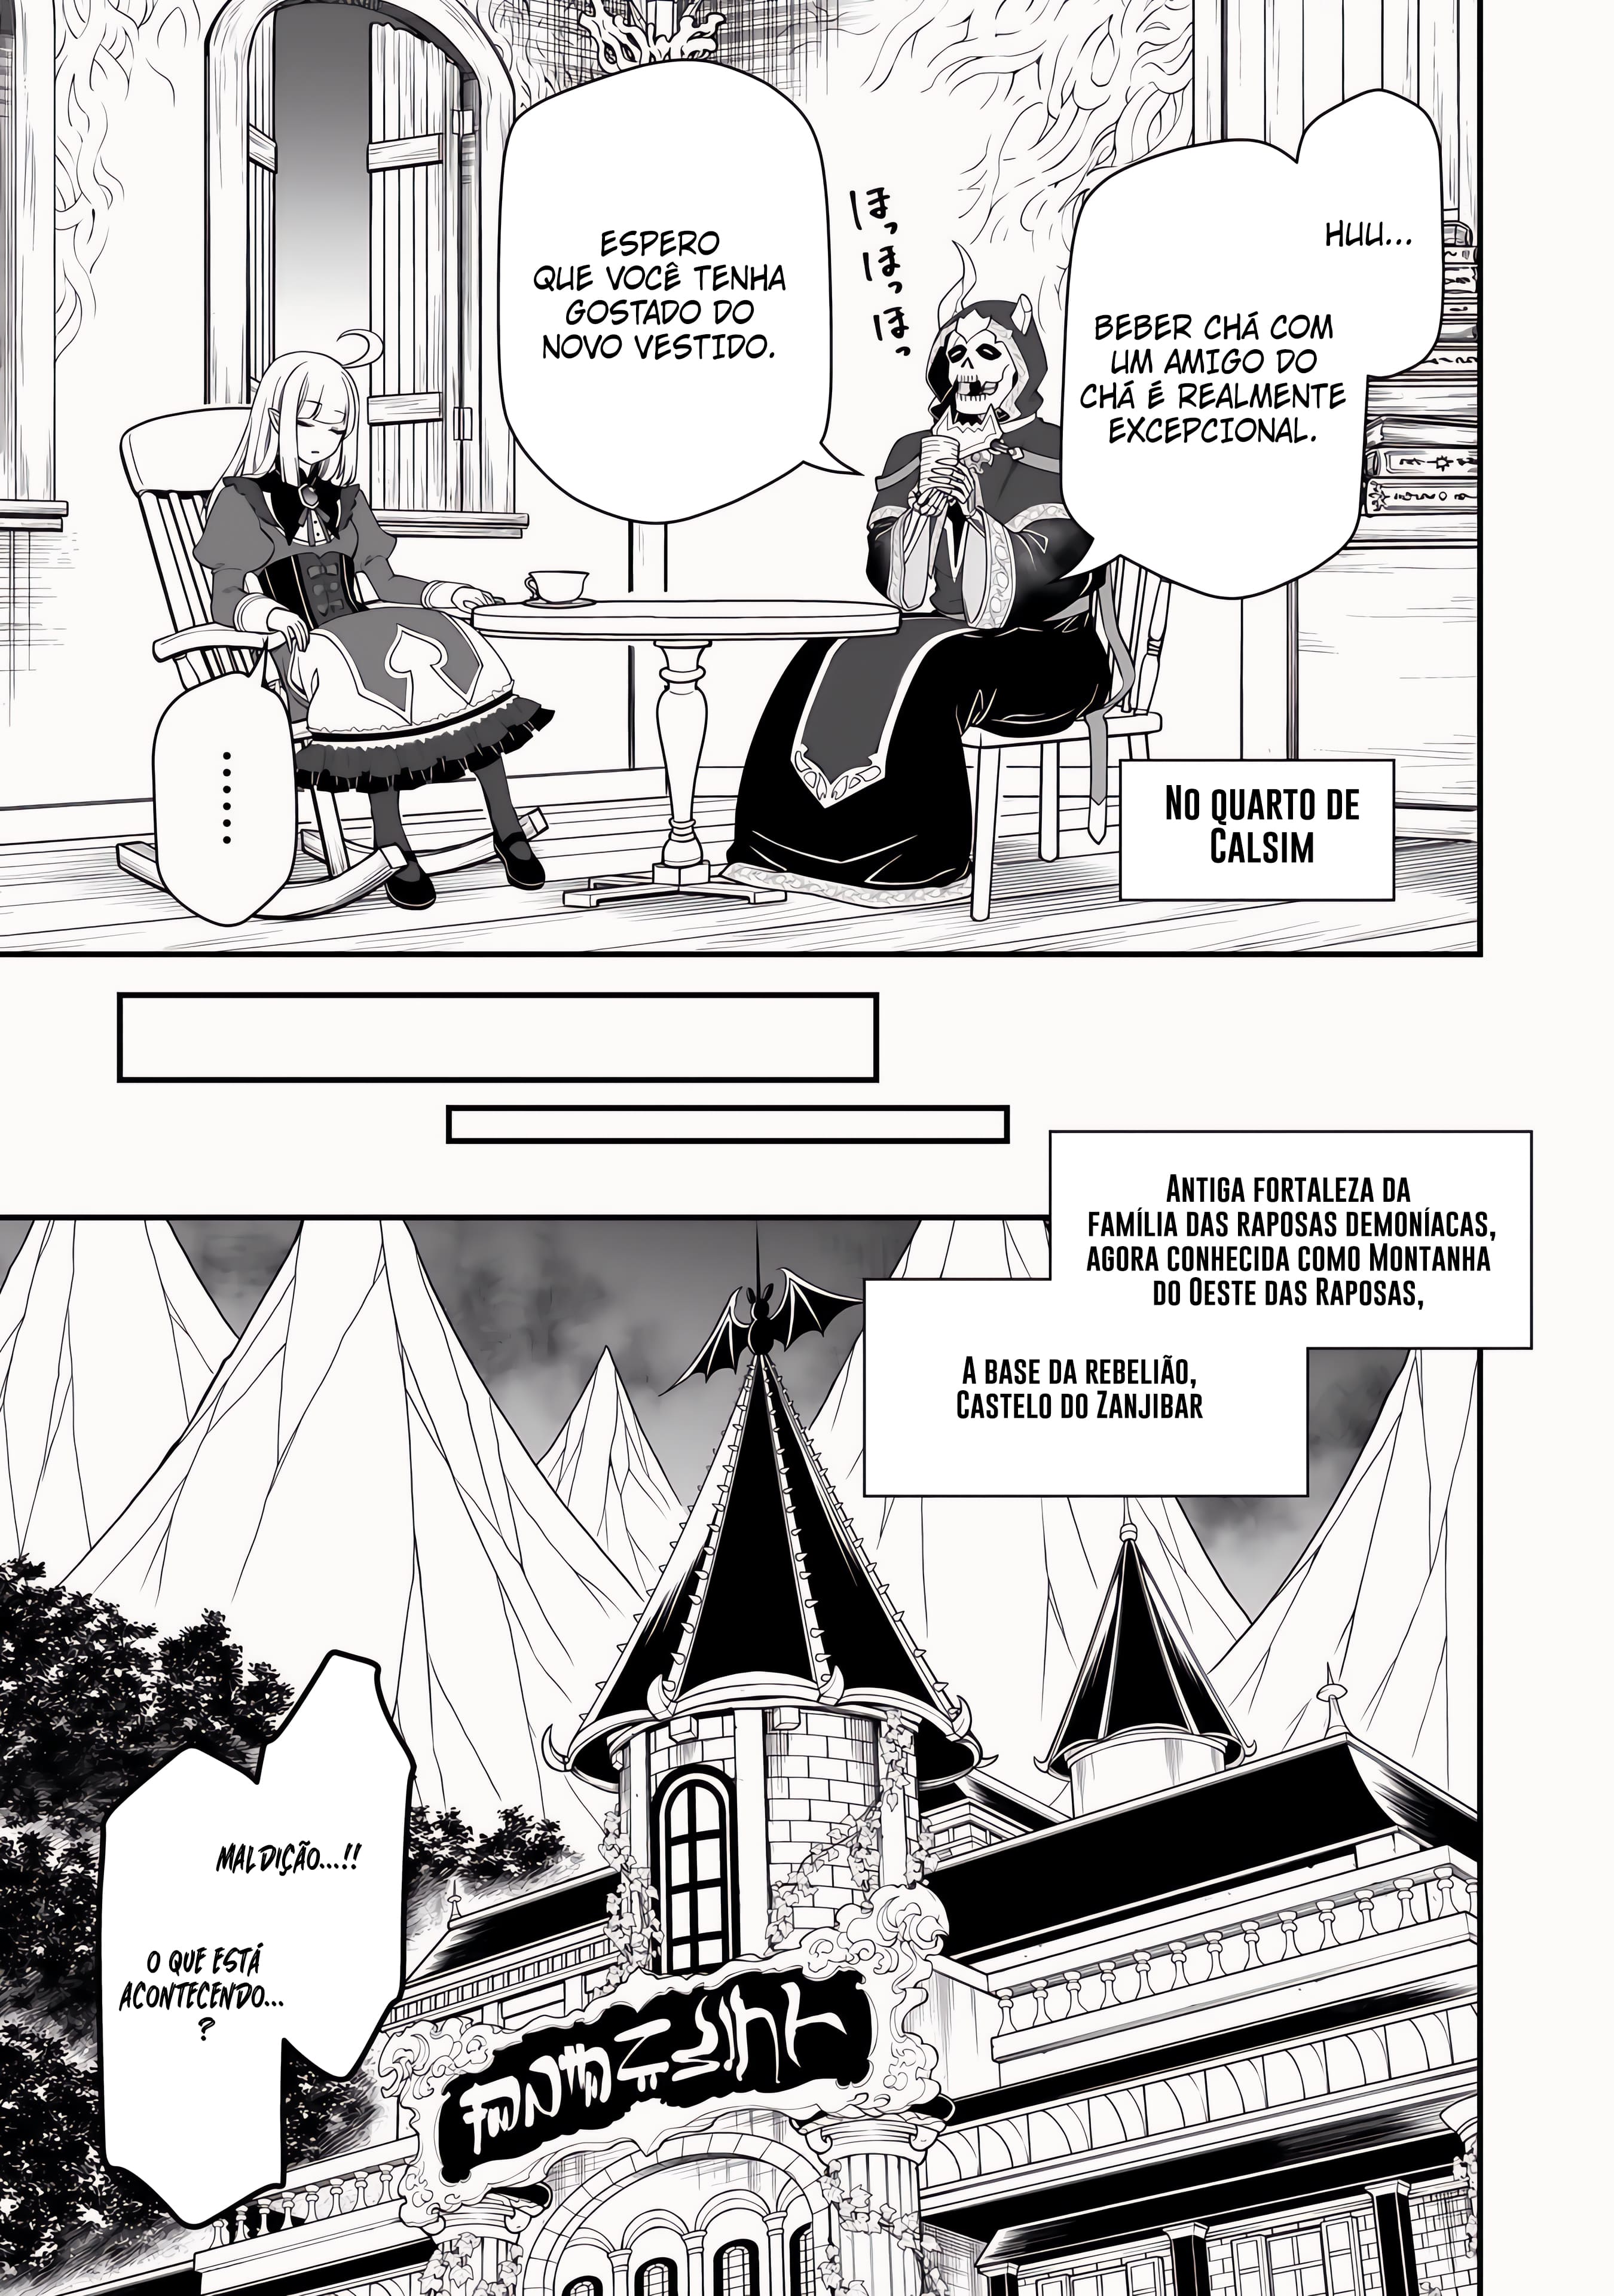 HUU...
BEBER CHÁ COM
UM AMIGO DO
CHÁ É REALMENTE
EXCEPCIONAL.
ほっ
ほっ
ほっ
ESPERO
QUE VOCÊ TENHA
GOSTADO DO
NOVO VESTIDO.
......
NO QUARTO DE
CALSIM
ANTIGA FORTALEZA DA
FAMÍLIA DAS RAPOSAS DEMONÍACAS,
AGORA CONHECIDA COMO MONTANHA
DO OESTE DAS RAPOSAS,
A BASE DA REBELIÃO,
CASTELO DO ZANJIBAR
MALDIÇÃO...!!
O QUE ESTÁ
ACONTECENDO...
?